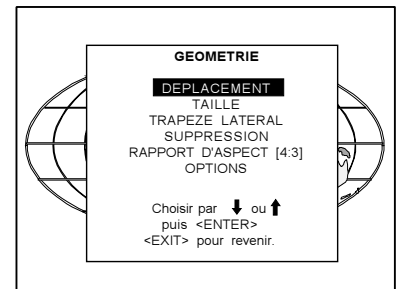 GEOMETRIE
DEPLACEMENT
TAILLE
TRAPEZE LATERAL
SUPPRESSION
RAPPORT D'ASPECT [4:3]
OPTIONS
Choisir par ⬇ ou ⬆
puis <ENTER>
<EXIT> pour revenir.